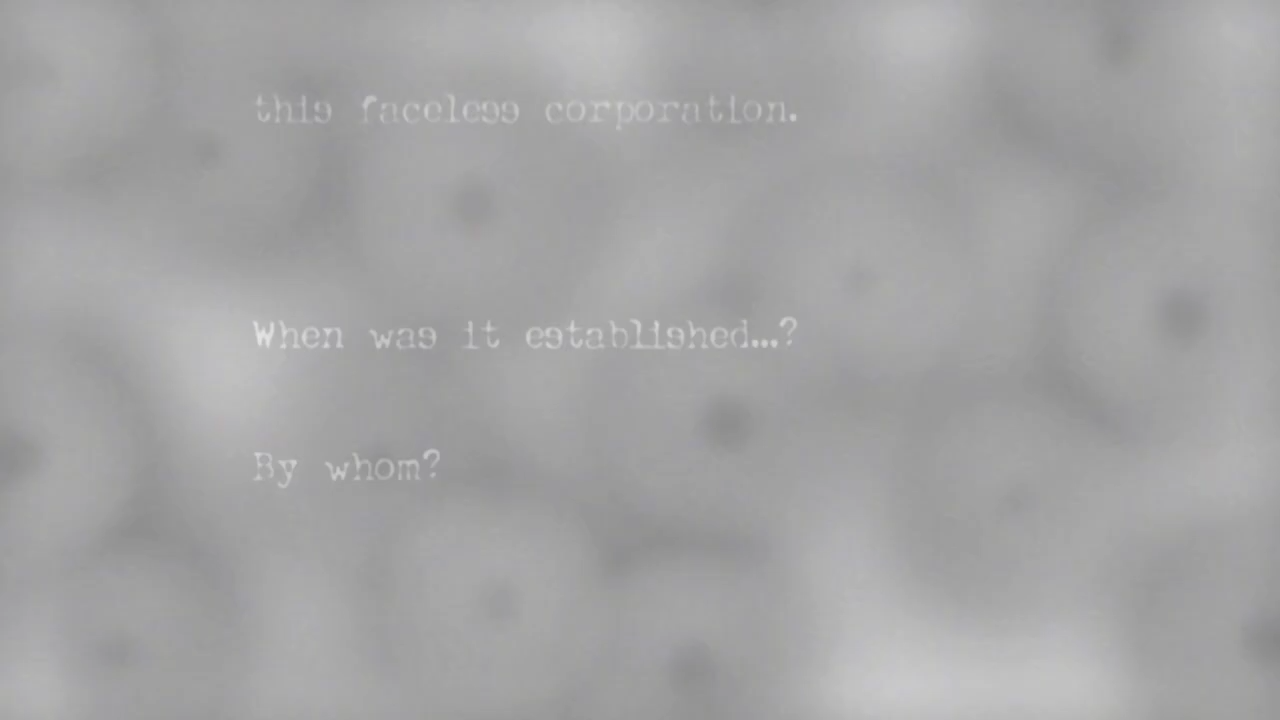 this faceless corporation.
When was it established...?
By whom?